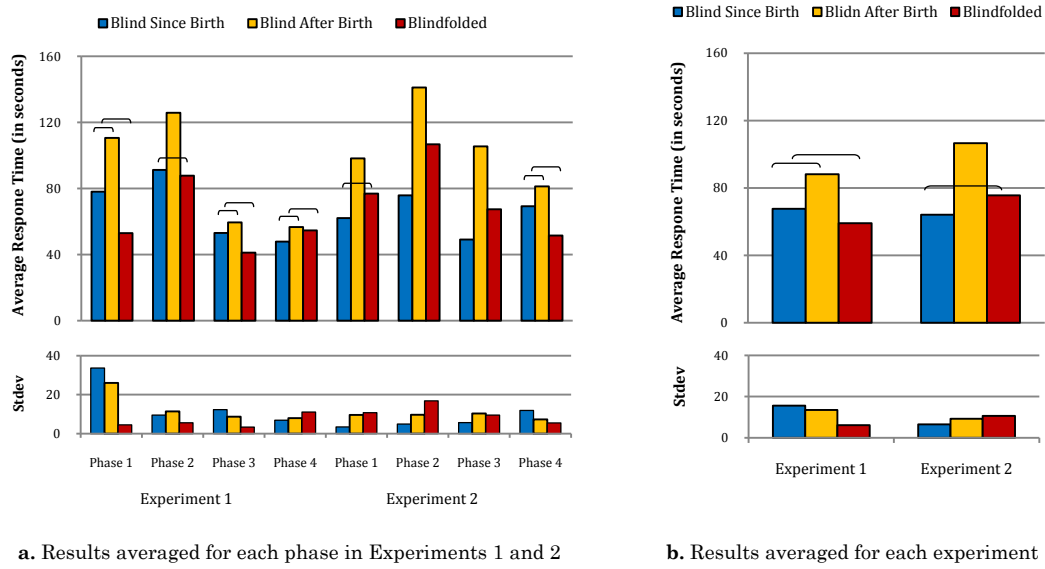 Blind Since Birth Blind After Birth Blindfolded
Average Respone Time (in seconds)
160
120
80
40
0
Stdev
40
20
0
Phase 1 Phase 2 Phase 3 Phase 4 Phase 1 Phase 2 Phase 3 Phase 4
Experiment 1 Experiment 2
a. Results averaged for each phase in Experiments 1 and 2
Blind Since Birth Blidn After Birth Blindfolded
Average Respone Time (in seconds)
160
120
80
40
0
Stdev
40
20
0
Experiment 1 Experiment 2
b. Results averaged for each experiment